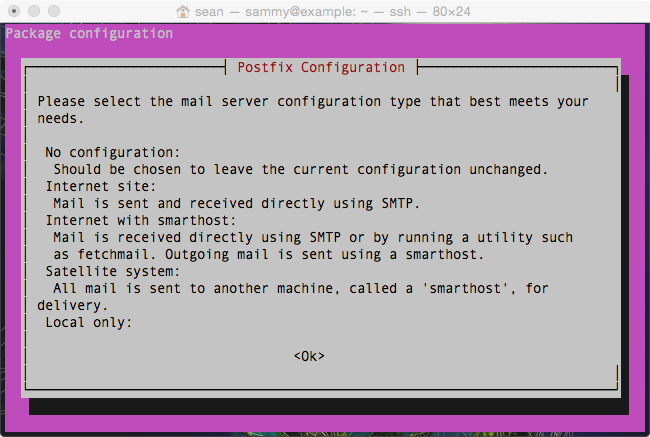 sean — sammy@example: ~ — ssh — 80×24
Package configuration
Postfix Configuration
Please select the mail server configuration type that best meets your
needs.
No configuration:
Should be chosen to leave the current configuration unchanged.
Internet site:
Mail is sent and received directly using SMTP.
Internet with smarthost:
Mail is received directly using SMTP or by running a utility such
as fetchmail. Outgoing mail is sent using a smarthost.
Satellite system:
All mail is sent to another machine, called a 'smarthost', for
delivery.
Local only:
<Ok>